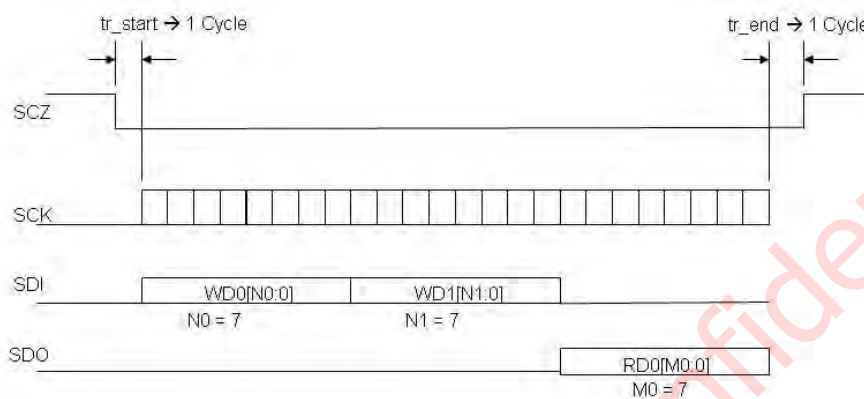 tr_start → 1 Cycle
tr_end → 1 Cycle
SCZ
SCK
SDI
WD0[N0:0]
WD1[N1:0]
N0 = 7
N1 = 7
SDO
RD0[M0:0]
M0 = 7